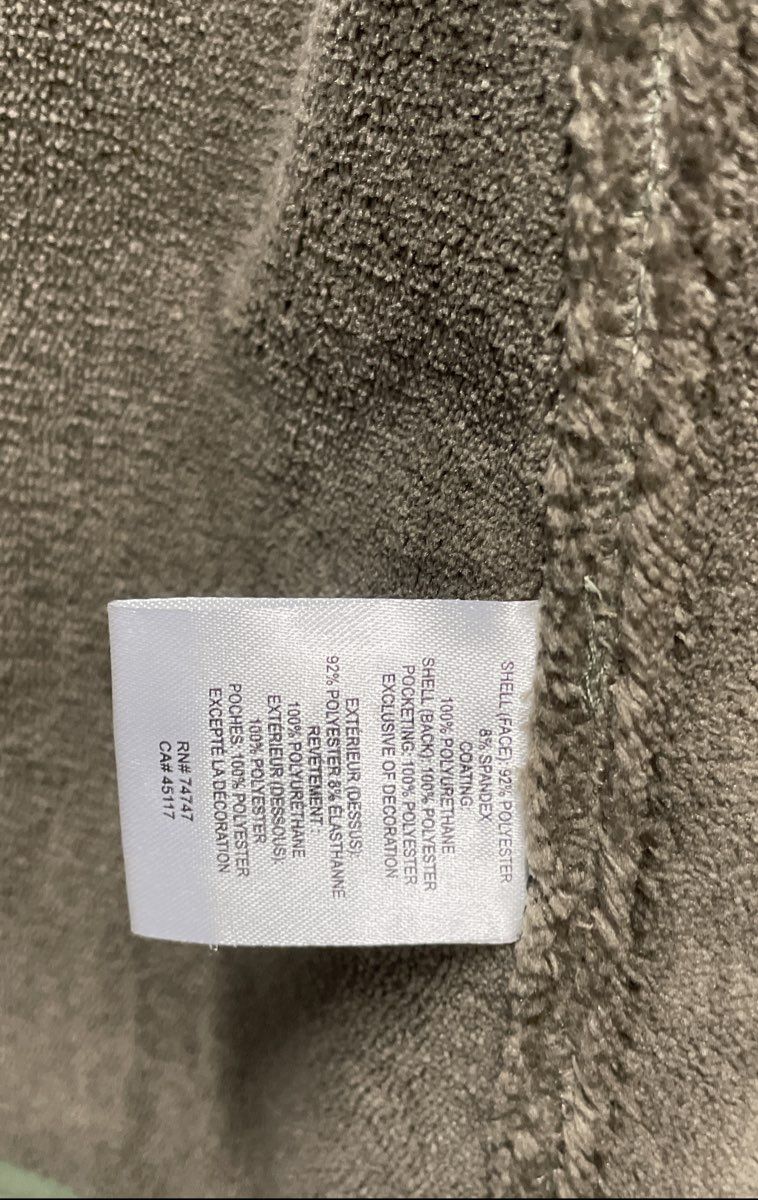 SHELL (FACE): 92% POLYESTER
8% SPANDEX
COATING:
100% POLYURETHANE
SHELL (BACK): 100% POLYESTER
POCKETING: 100% POLYESTER
EXCLUSIVE OF DECORATION
EXTERIEUR (DESSUS):
92% POLYESTER 8% ELASTHANNE
REVETEMENT :
100% POLYURETHANE
EXTERIEUR (DESSOUS):
100% POLYESTER
POCHES: 100% POLYESTER
EXCEPTE LA DECORATION
RN# 74747
CA# 45117